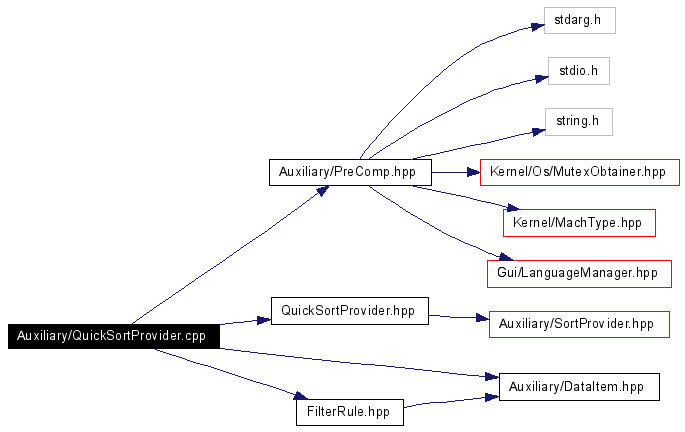 stdarg.h
stdio.h
string.h
Auxiliary/PreComp.hpp
Kernel/Os/MutexObtainer.hpp
Kernel/MachType.hpp
Gui/LanguageManager.hpp
QuickSortProvider.hpp
Auxiliary/SortProvider.hpp
Auxiliary/QuickSortProvider.cpp
Auxiliary/DataItem.hpp
FilterRule.hpp